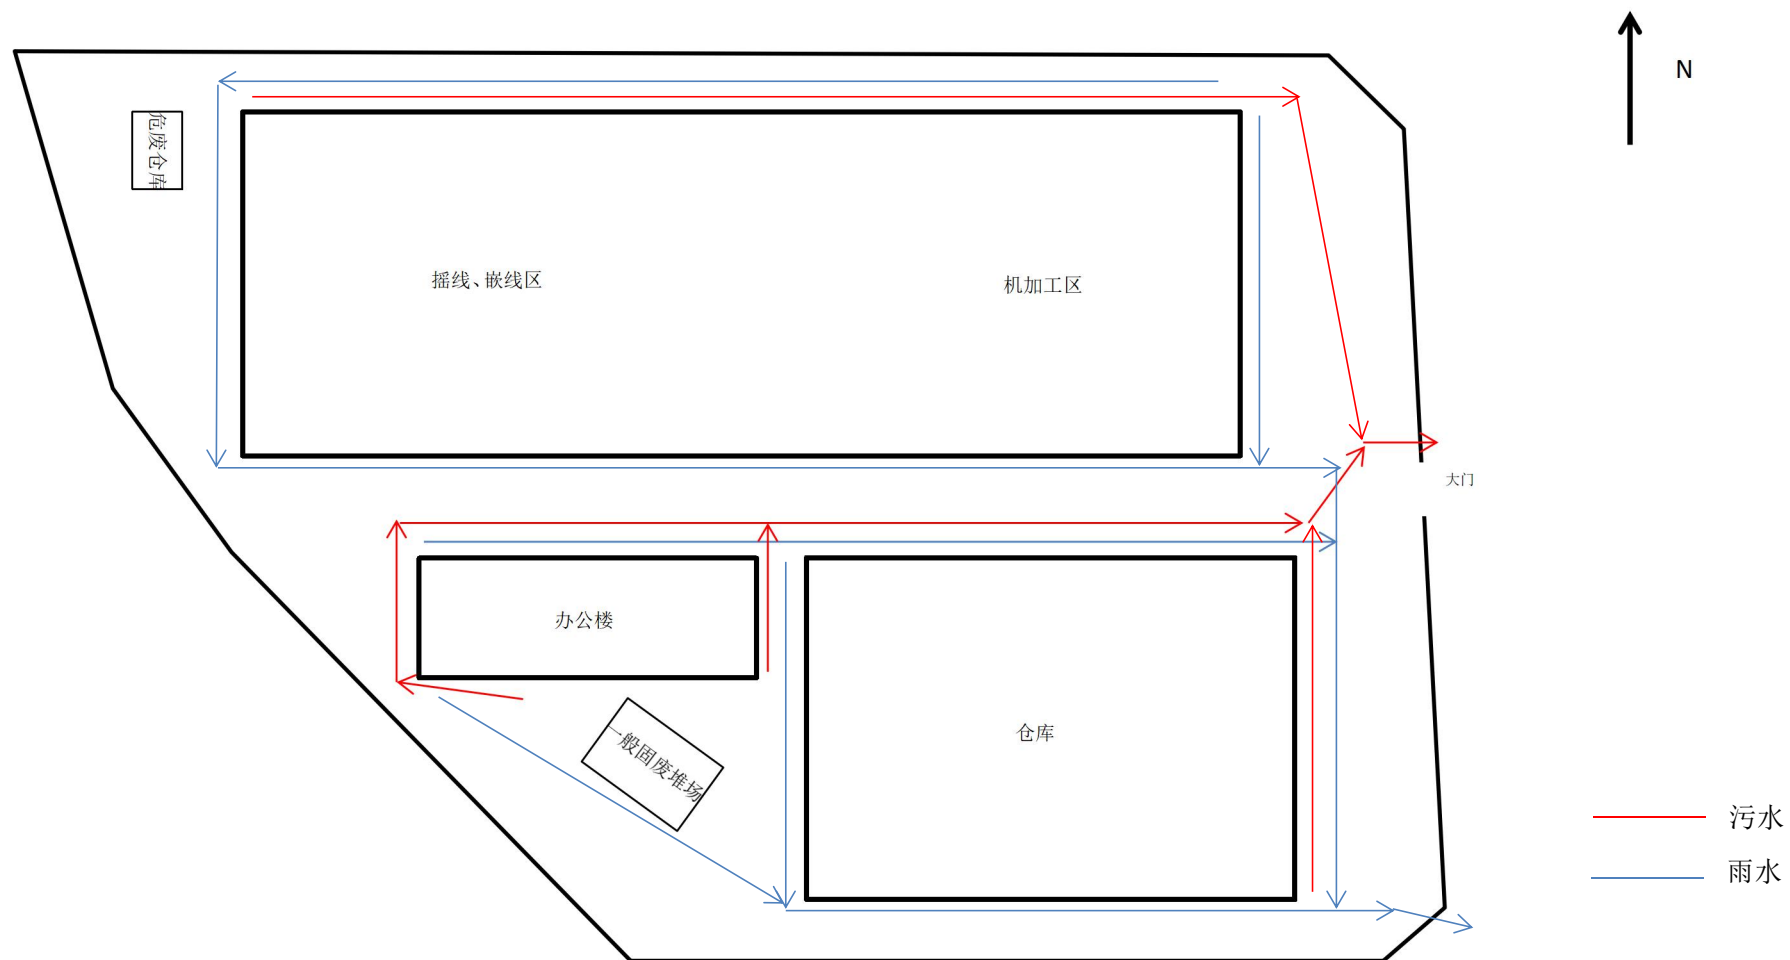 N
危废仓库
摇线、嵌线区
机加工区
大门
办公楼
仓库
一般固废堆场
污水
雨水